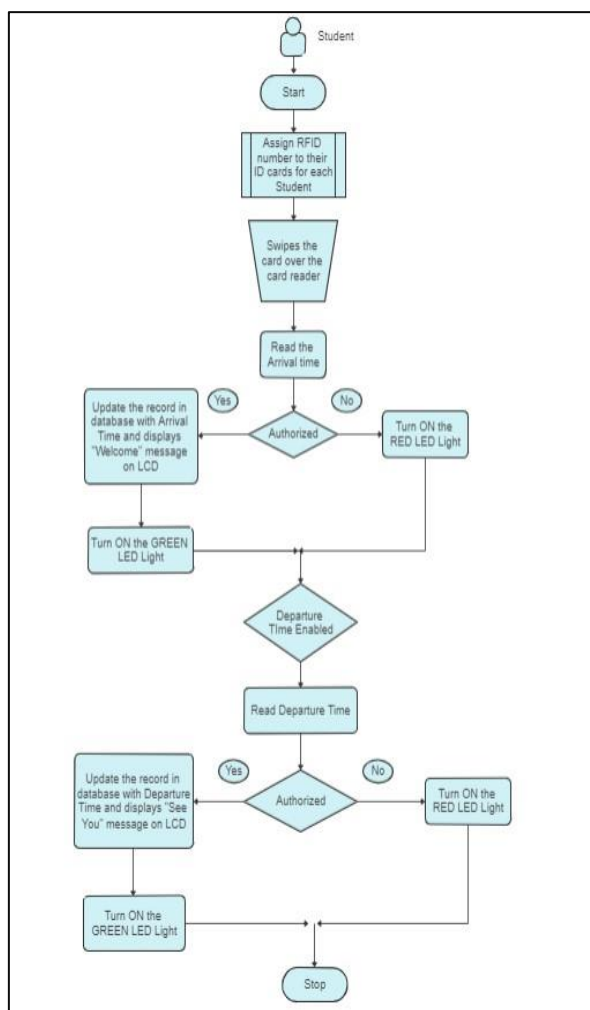 Student
Start
Assign RFID
number to their
ID cards for each
Student
Swipes the
card over the
card reader
Read the
Arrival time
Yes
No
Update the record in
database with Arrival
Time and displays
"Welcome" message
on LCD
Authorized
Turn ON the
RED LED Light
Turn ON the GREEN
LED Light
Departure
TIme Enabled
Read Departure Time
Yes
No
Update the record in
database with Departure
Time and displays "See
You" message on LCD
Authorized
Turn ON the
RED LED Light
Turn ON the
GREEN LED Light
Stop